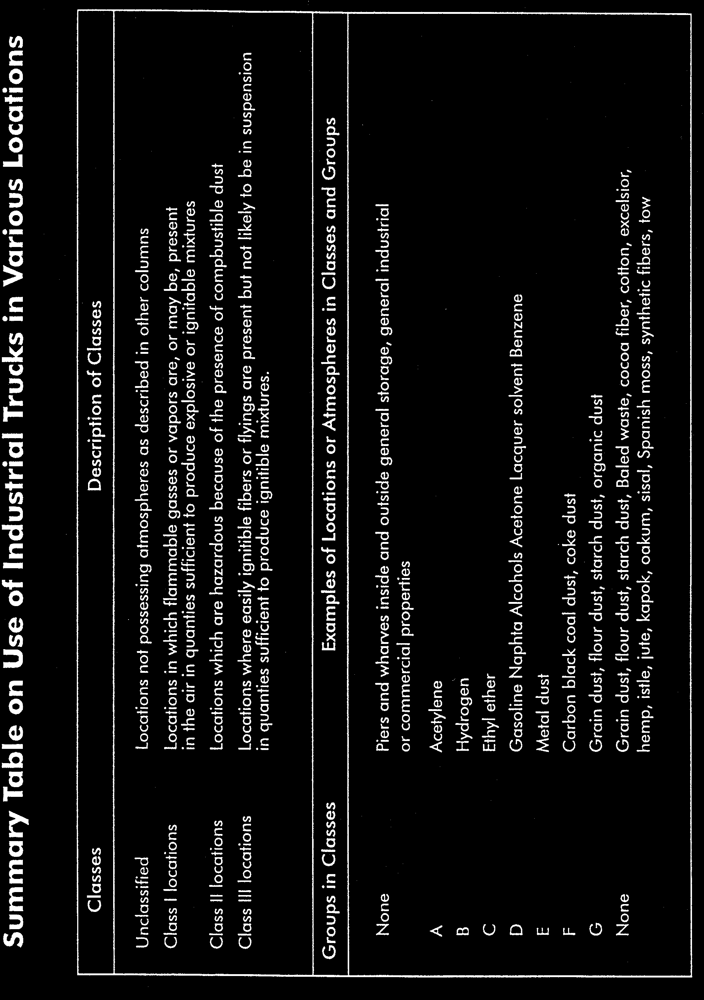 Summary Table on Use of Industrial Trucks in Various Locations
Classes Description of Classes
Unclassified Locations not possessing atmospheres as described in other columns
Class I locations Locations in which flammable gasses or vapors are, or may be, present
in the air in quanties sufficient to produce explosive or ignitable mixtures
Class II locations Locations which are hazardous because of the presence of compbustible dust
Class III locations Locations where easily ignitible fibers or flyings are present but not likely to be in suspension
in quanties sufficient to produce ignitible mixtures.
Groups in Classes Examples of Locations or Atmospheres in Classes and Groups
None Piers and wharves inside and outside general storage, general industrial
or commercial properties
A Acetylene
B Hydrogen
C Ethyl ether
D Gasoline Naphta Alcohols Acetone Lacquer solvent Benzene
E Metal dust
F Carbon black coal dust, coke dust
G Grain dust, flour dust, starch dust, organic dust
None Grain dust, flour dust, starch dust, Baled waste, cocoa fiber, cotton, excelsior,
hemp, istle, jute, kapok, oakum, sisal, Spanish moss, synthetic fibers, tow